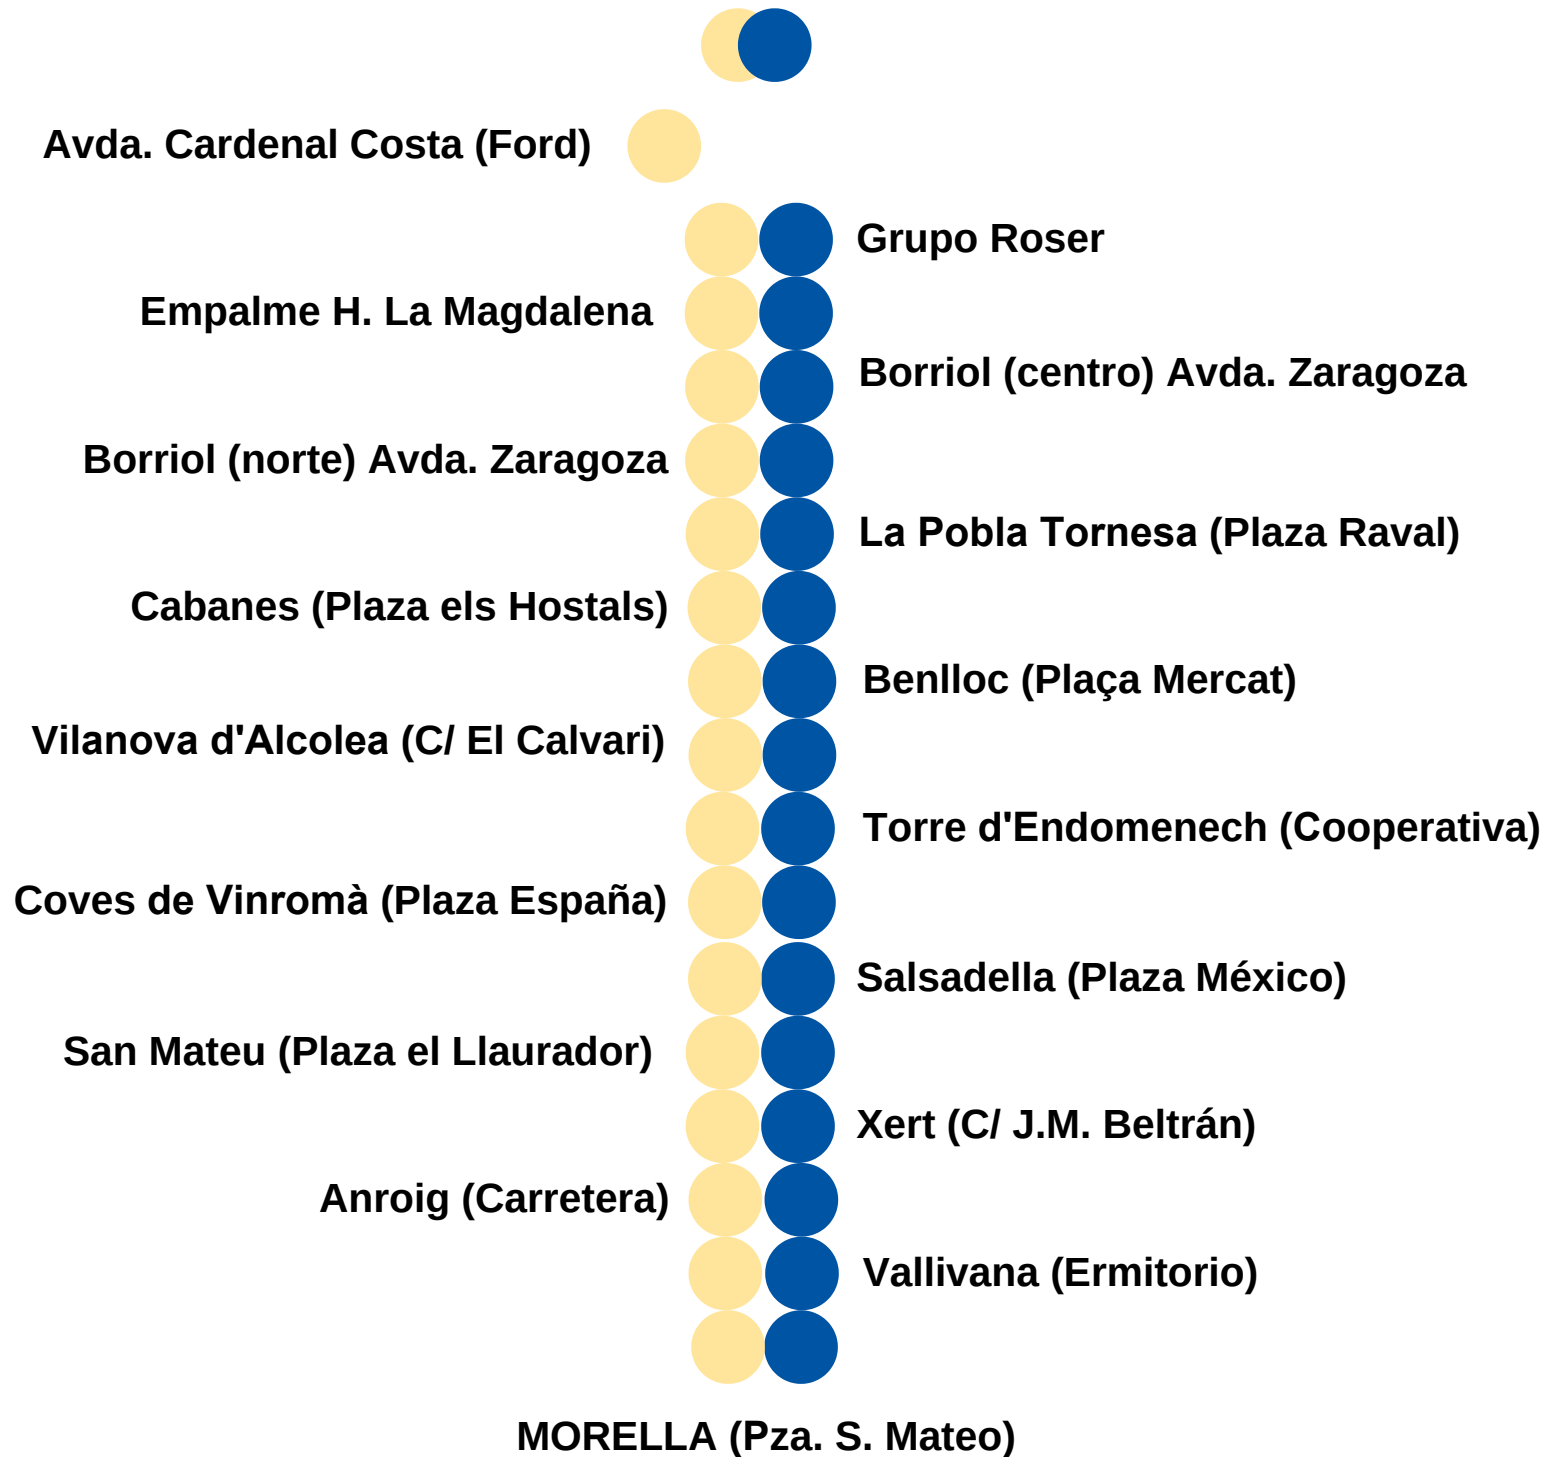 Avda. Cardenal Costa (Ford)
Grupo Roser
Empalme H. La Magdalena
Borriol (centro) Avda. Zaragoza
Borriol (norte) Avda. Zaragoza
La Pobla Tornesa (Plaza Raval)
Cabanes (Plaza els Hostals)
Benlloc (Plaça Mercat)
Vilanova d'Alcolea (C/ El Calvari)
Torre d'Endomenech (Cooperativa)
Coves de Vinromà (Plaza España)
Salsadella (Plaza México)
San Mateu (Plaza el Llaurador)
Xert (C/ J.M. Beltrán)
Anroig (Carretera)
Vallivana (Ermitorio)
MORELLA (Pza. S. Mateo)